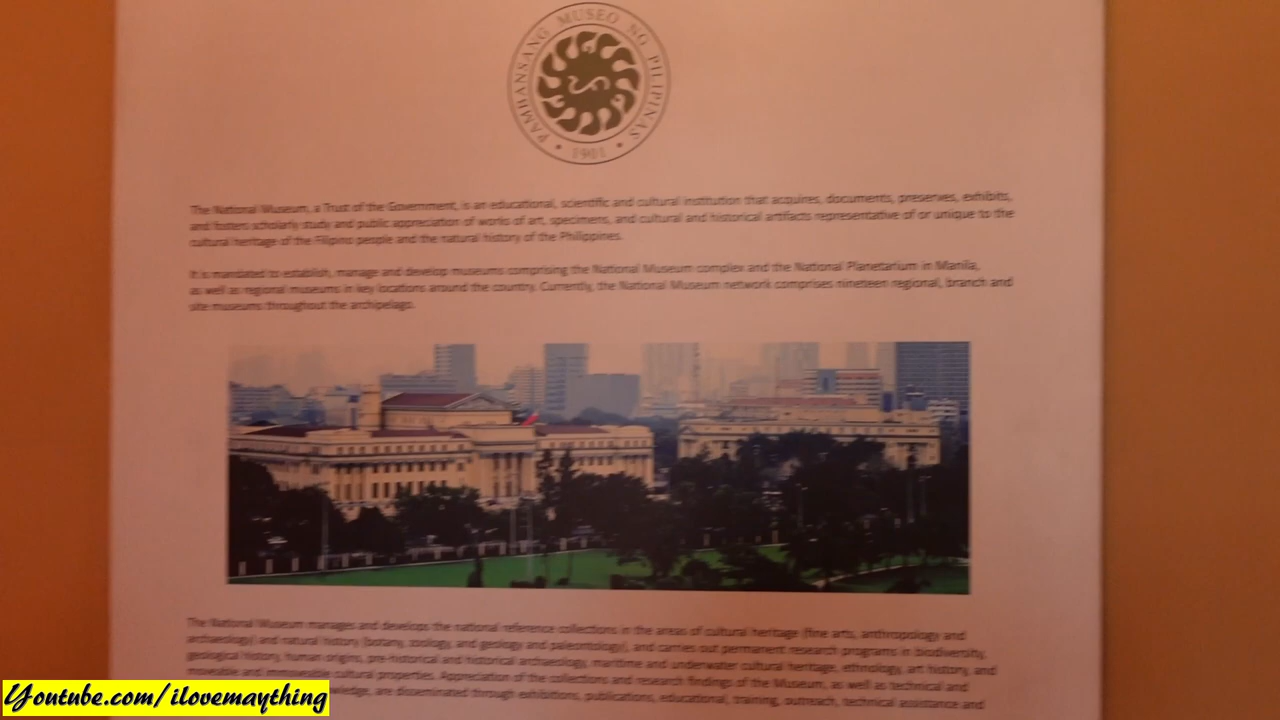 PAMBANSANG MUSEO NG PILIPINAS
• 1901 •
The National Museum, a Trust of the Government, is an educational, scientific and cultural institution that acquires, documents, preserves, exhibits,
and fosters scholarly study and public appreciation of works of art, specimens, and cultural and historical artifacts representative of or unique to the
cultural heritage of the Filipino people and the natural history of the Philippines.
It is mandated to establish, manage and develop museums comprising the National Museum complex and the National Planetarium in Manila,
as well as regional museums in key locations around the country. Currently, the National Museum network comprises nineteen regional, branch and
site museums throughout the archipelago.
The National Museum manages and develops the national reference collections in the areas of cultural heritage (fine arts, anthropology and
archaeology) and natural history (botany, zoology, and geology and paleontology), and carries out permanent research programs in biodiversity,
geological history, human origins, pre-historical and historical archaeology, maritime and underwater cultural heritage, ethnology, art history, and
moveable and immoveable cultural properties. Appreciation of the collections and research findings of the Museum, as well as technical and
are disseminated through exhibitions, publications, educational, training, outreach, technical assistance and
Youtube.com/ilovemaything